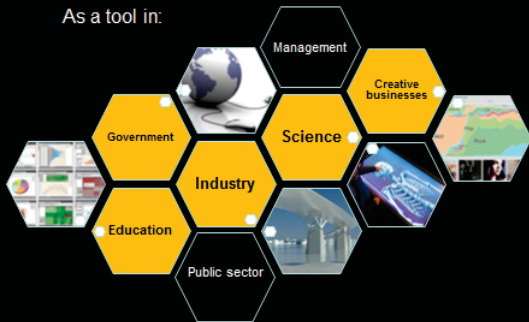 As a tool in:
Management
Creative
businesses
Government
Science
Industry
Education
Public sector